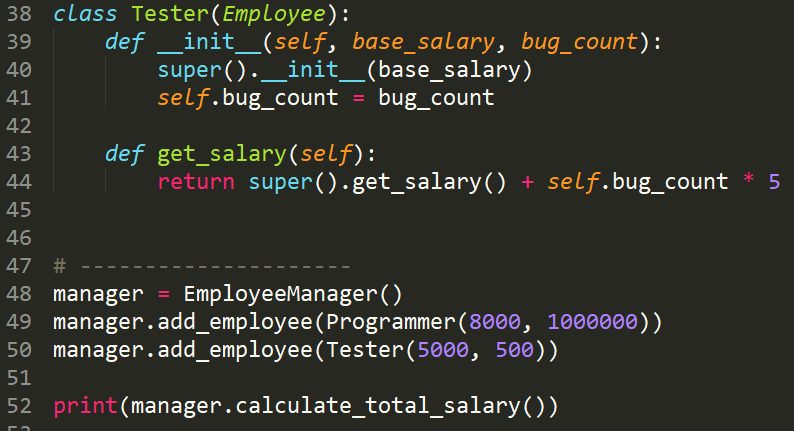 38 class Tester(Employee):
39     def __init__(self, base_salary, bug_count):
40         super().__init__(base_salary)
41         self.bug_count = bug_count
42
43     def get_salary(self):
44         return super().get_salary() + self.bug_count * 5
45
46
47 # ---------------------
48 manager = EmployeeManager()
49 manager.add_employee(Programmer(8000, 1000000))
50 manager.add_employee(Tester(5000, 500))
51
52 print(manager.calculate_total_salary())